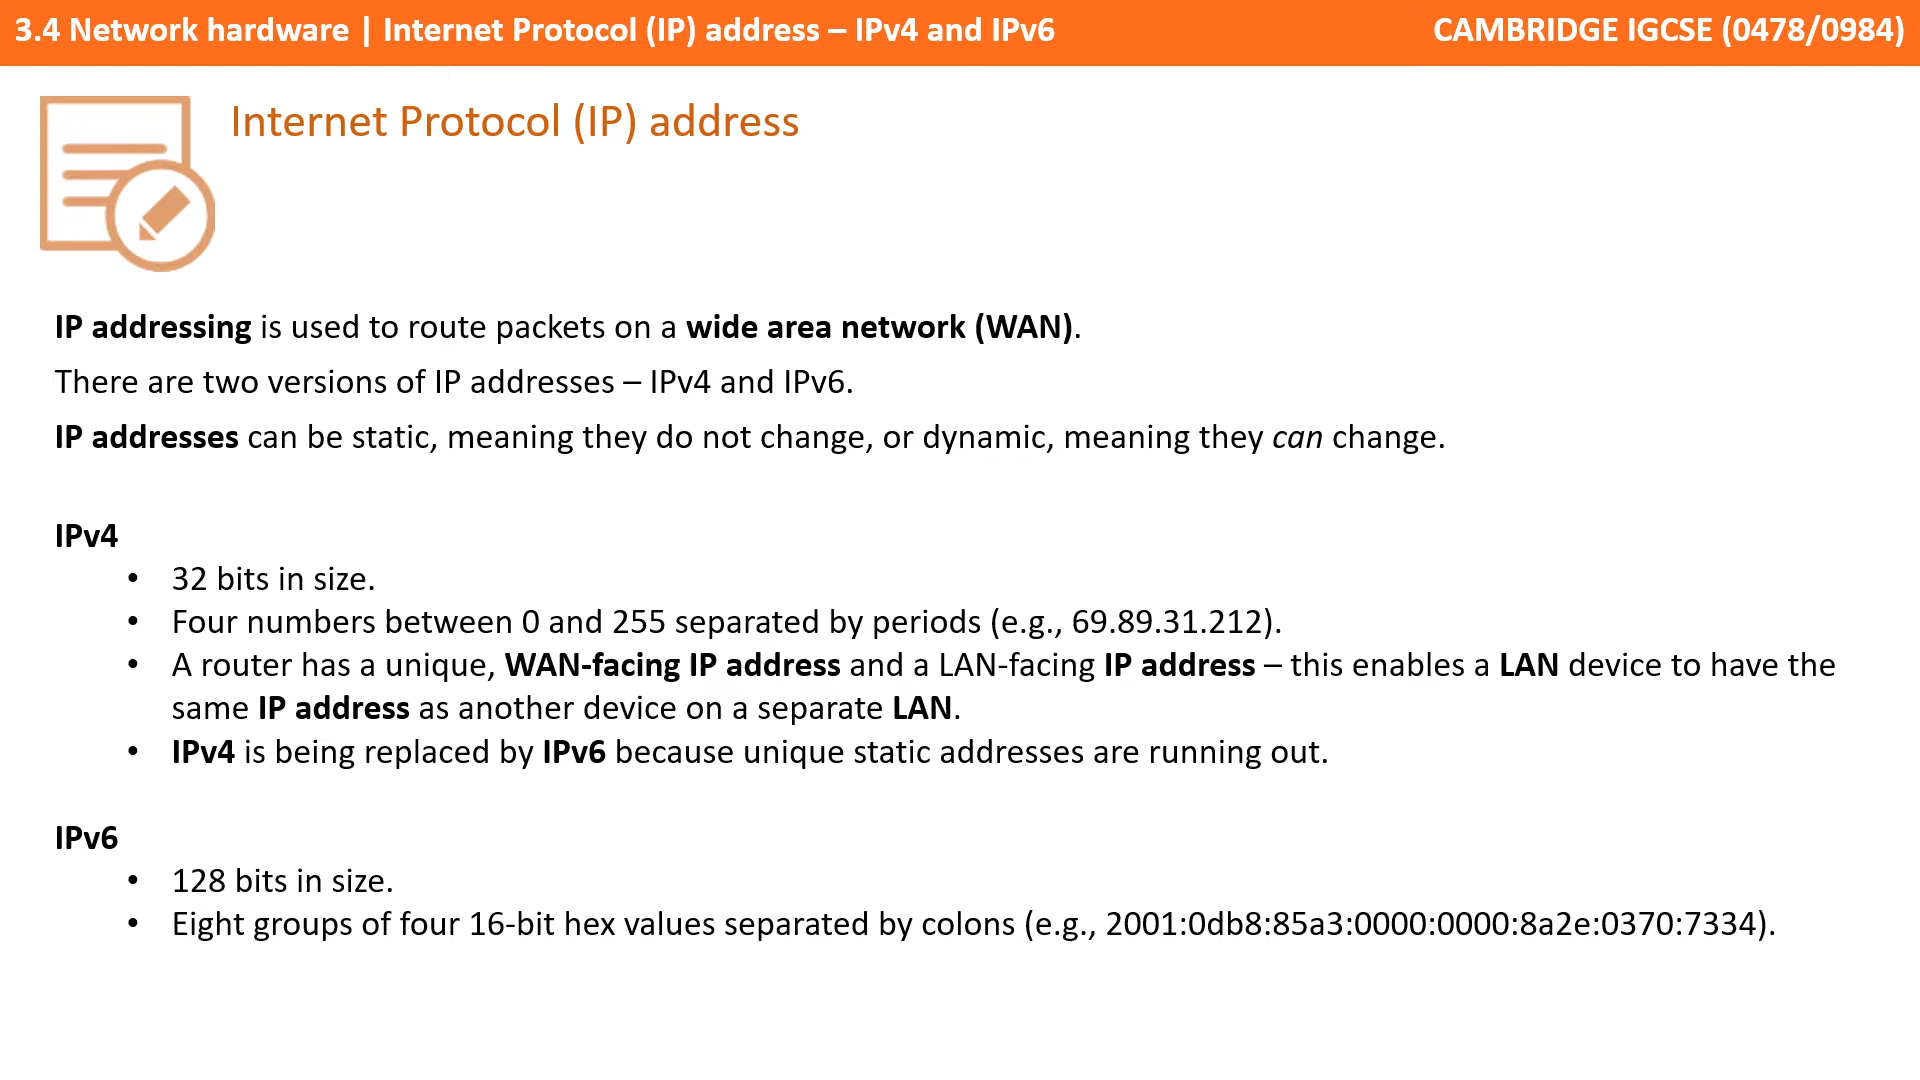 3.4 Network hardware | Internet Protocol (IP) address – IPv4 and IPv6
CAMBRIDGE IGCSE (0478/0984)
Internet Protocol (IP) address
IP addressing is used to route packets on a wide area network (WAN).
There are two versions of IP addresses – IPv4 and IPv6.
IP addresses can be static, meaning they do not change, or dynamic, meaning they can change.
IPv4
• 32 bits in size.
• Four numbers between 0 and 255 separated by periods (e.g., 69.89.31.212).
• A router has a unique, WAN-facing IP address and a LAN-facing IP address – this enables a LAN device to have the
same IP address as another device on a separate LAN.
• IPv4 is being replaced by IPv6 because unique static addresses are running out.
IPv6
• 128 bits in size.
• Eight groups of four 16-bit hex values separated by colons (e.g., 2001:0db8:85a3:0000:0000:8a2e:0370:7334).